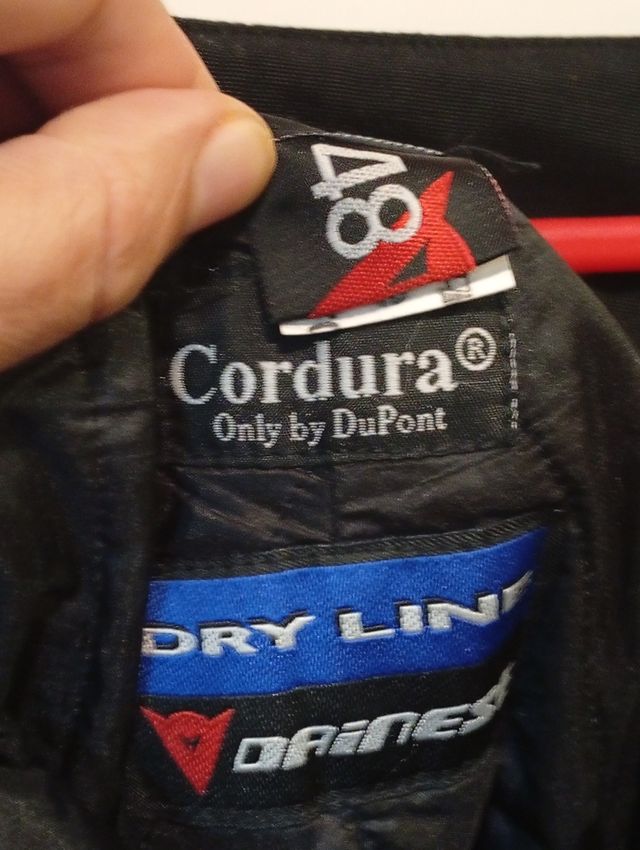 48
Cordura®
Only by DuPont
DRY LINE
DAINESE